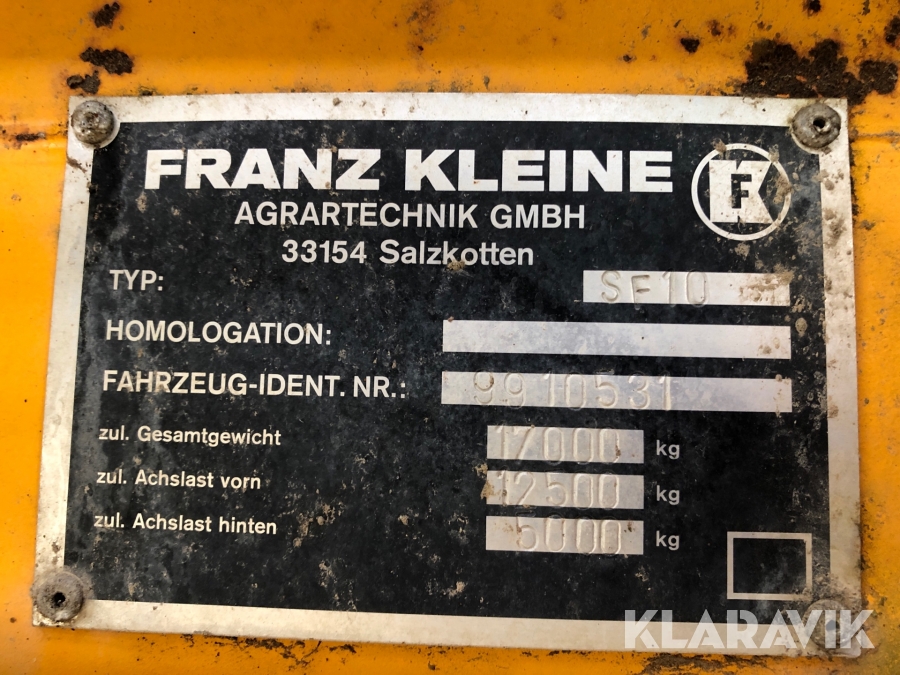 FRANZ KLEINE
FK
AGRARTECHNIK GMBH
33154 Salzkotten
TYP: SF10
HOMOLOGATION:
FAHRZEUG-IDENT. NR.: 9910531
zul. Gesamtgewicht 17000 kg
zul. Achslast vorn 12500 kg
zul. Achslast hinten 5000 kg
KLARAVIK